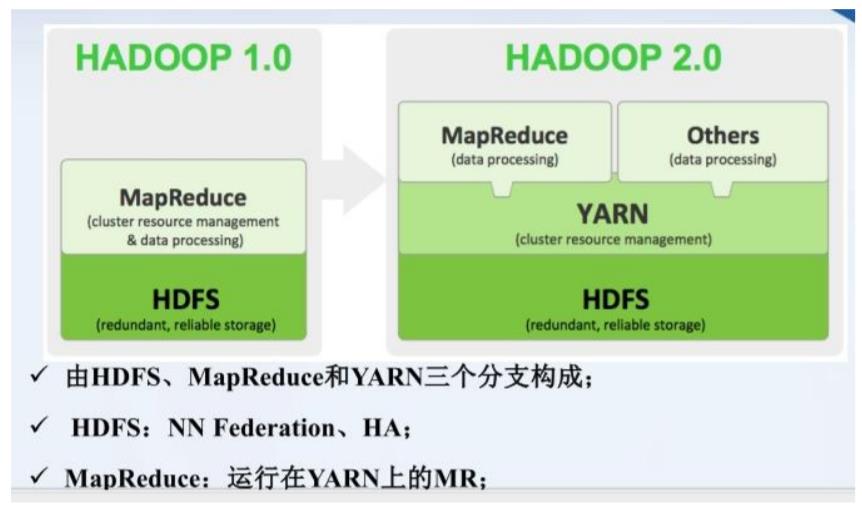 HADOOP 1.0
MapReduce
(cluster resource management
& data processing)
HDFS
(redundant, reliable storage)
HADOOP 2.0
MapReduce
(data processing)
Others
(data processing)
YARN
(cluster resource management)
HDFS
(redundant, reliable storage)
✓ 由HDFS、MapReduce和YARN三个分支构成；
✓ HDFS：NN Federation、HA；
✓ MapReduce：运行在YARN上的MR；